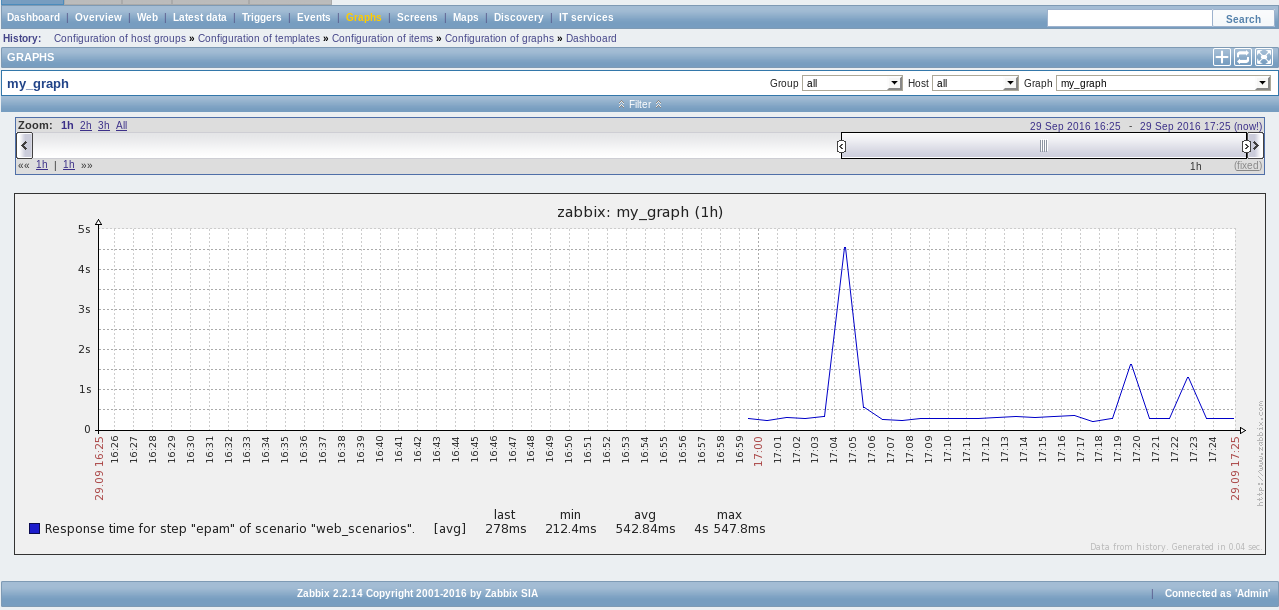 Dashboard | Overview | Web | Latest data | Triggers | Events | Graphs | Screens | Maps | Discovery | IT services Search
History: Configuration of host groups » Configuration of templates » Configuration of items » Configuration of graphs » Dashboard
GRAPHS
my_graph Group all Host all Graph my_graph
Filter
Zoom: 1h 2h 3h All 29 Sep 2016 16:25 - 29 Sep 2016 17:25 (now!)
«« 1h | 1h »» 1h (fixed)
zabbix: my_graph (1h)
5s
4s
3s
2s
1s
0
29.09 16:25 16:26 16:27 16:28 16:29 16:30 16:31 16:32 16:33 16:34 16:35 16:36 16:37 16:38 16:39 16:40 16:41 16:42 16:43 16:44 16:45 16:46 16:47 16:48 16:49 16:50 16:51 16:52 16:53 16:54 16:55 16:56 16:57 16:58 16:59 17:00 17:01 17:02 17:03 17:04 17:05 17:06 17:07 17:08 17:09 17:10 17:11 17:12 17:13 17:14 17:15 17:16 17:17 17:18 17:19 17:20 17:21 17:22 17:23 17:24 29.09 17:25
http://www.zabbix.com
last min avg max
Response time for step "epam" of scenario "web_scenarios". [avg] 278ms 212.4ms 542.84ms 4s 547.8ms
Data from history. Generated in 0.04 sec.
Zabbix 2.2.14 Copyright 2001-2016 by Zabbix SIA | Connected as 'Admin'